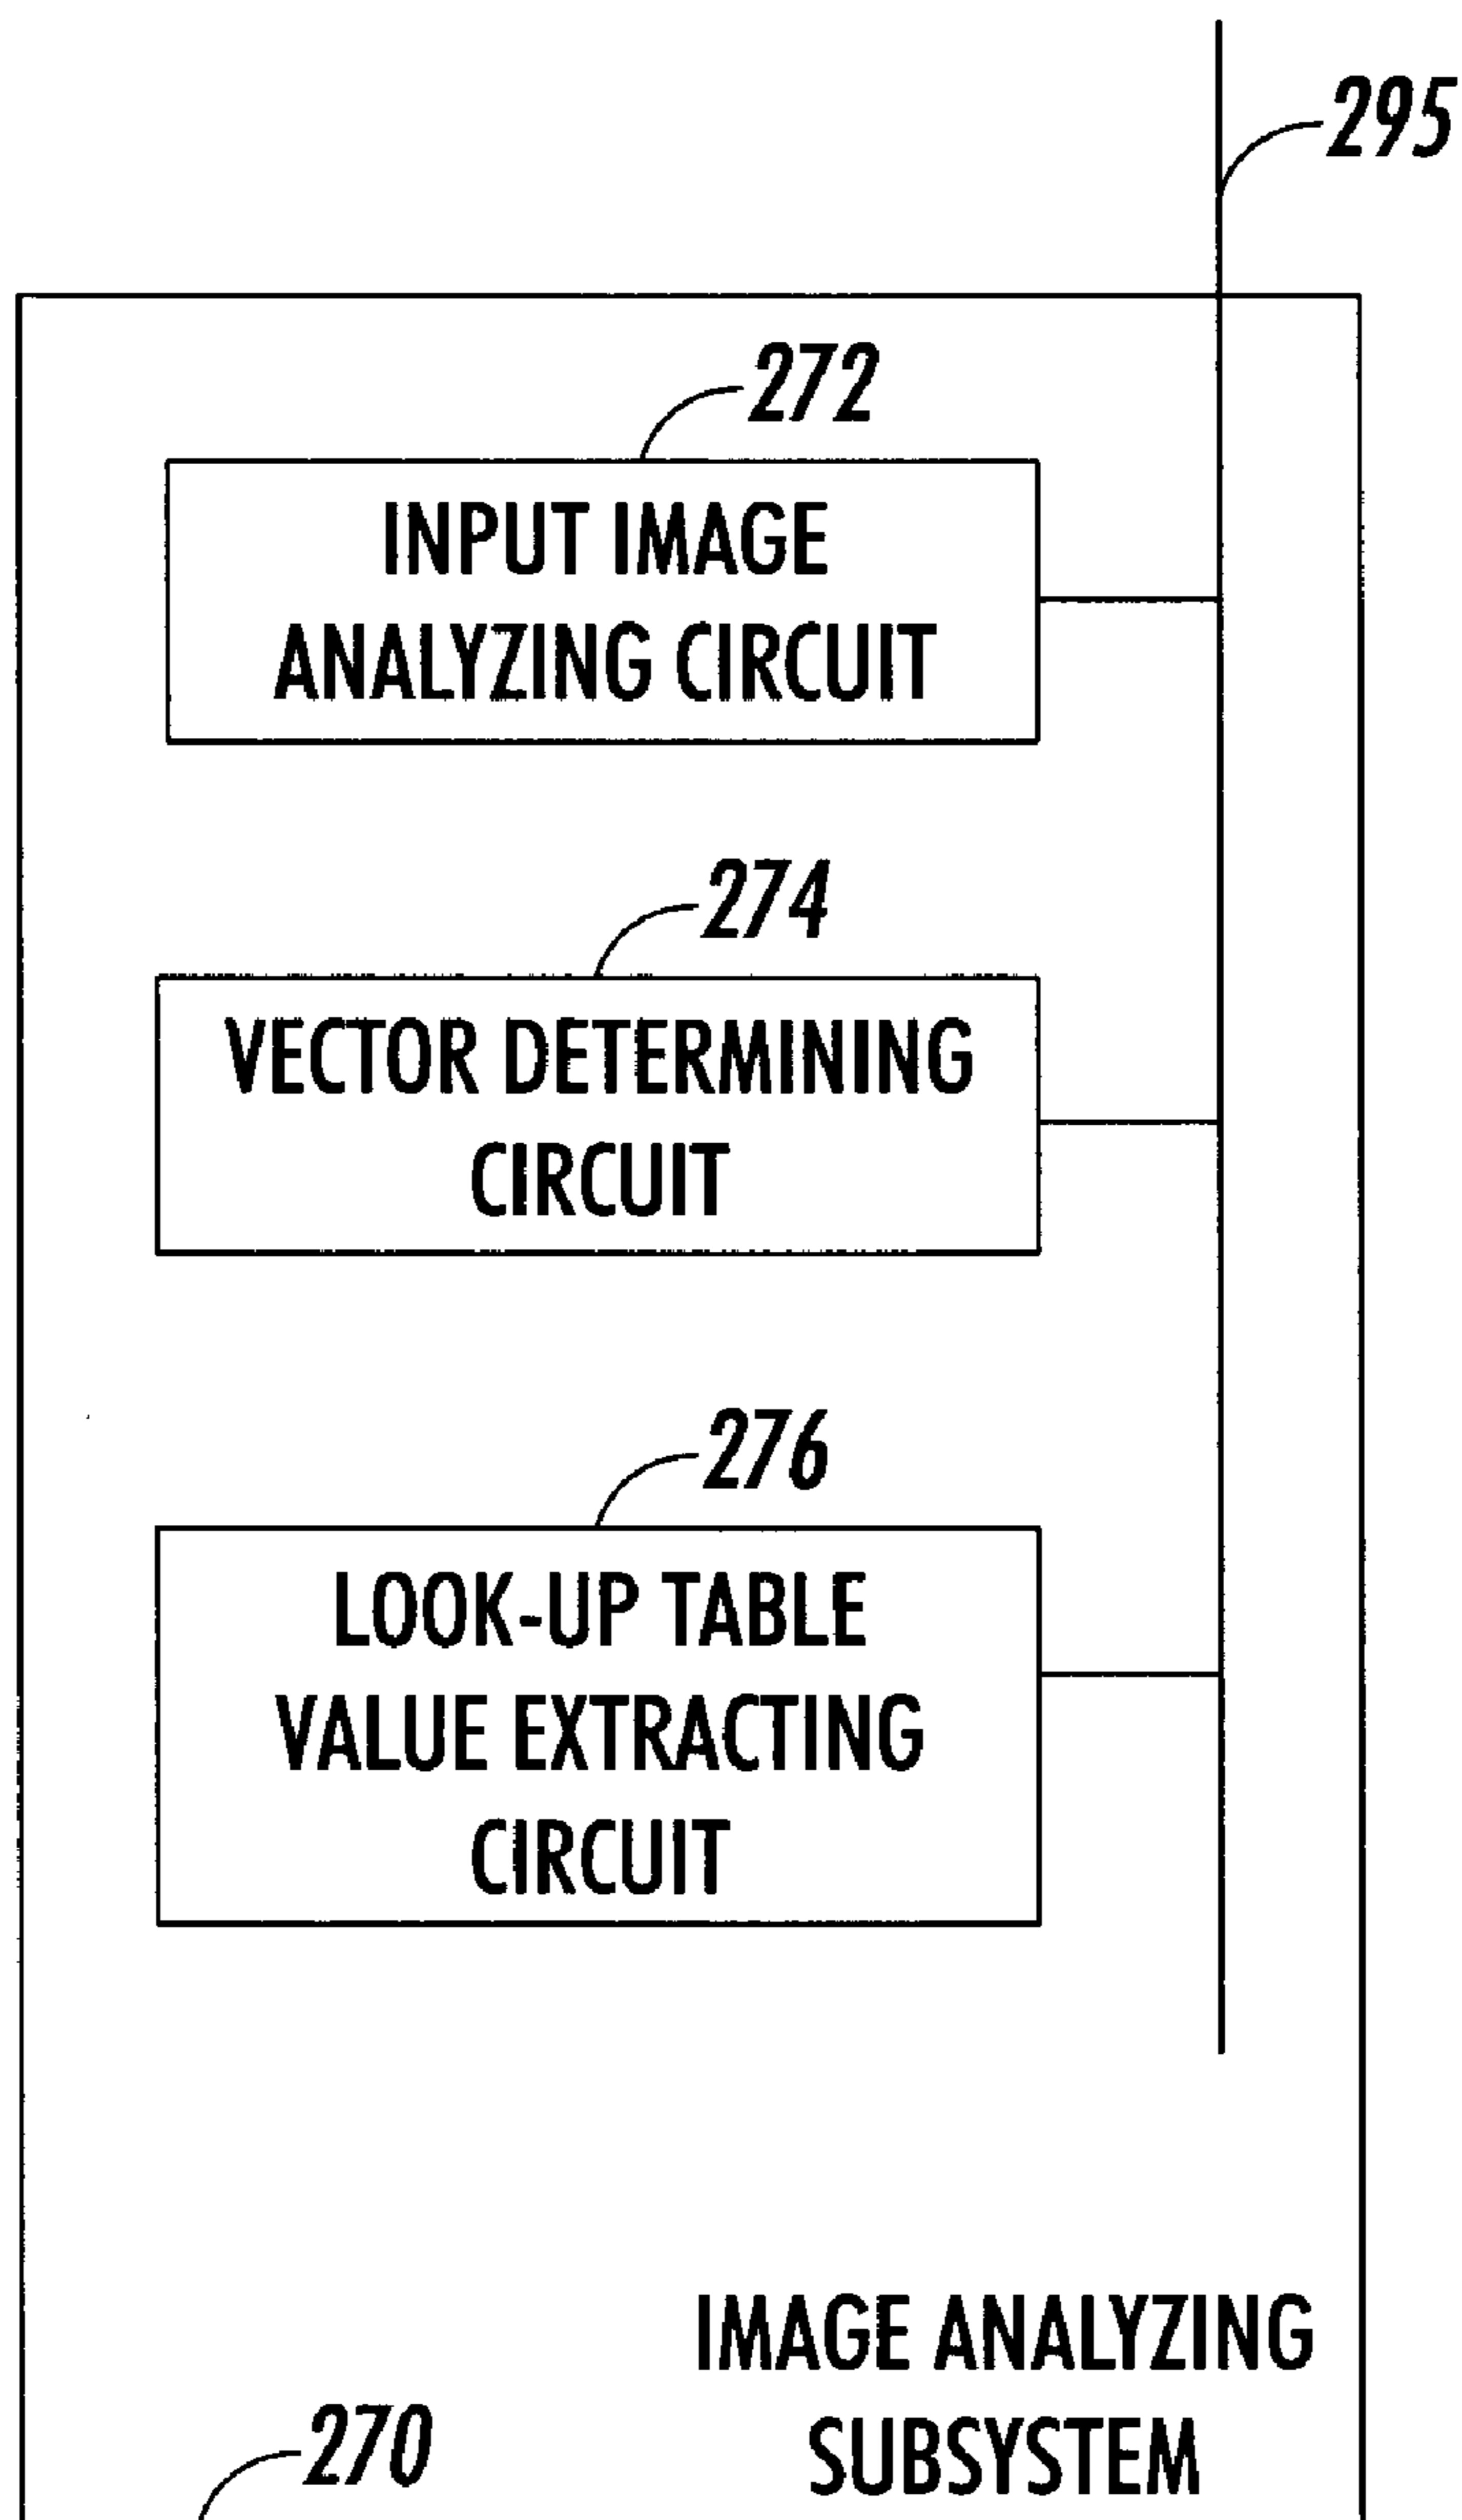 295
272
INPUT IMAGE
ANALYZING CIRCUIT
274
VECTOR DETERMINING
CIRCUIT
276
LOOK-UP TABLE
VALUE EXTRACTING
CIRCUIT
IMAGE ANALYZING
SUBSYSTEM
270